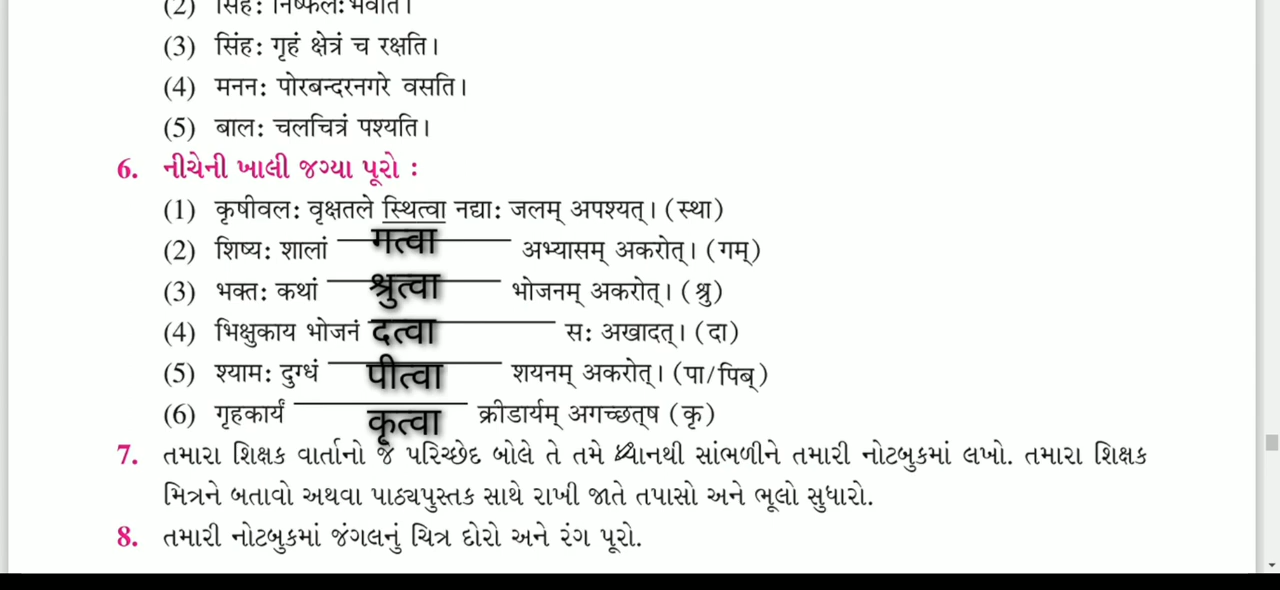 (2) सिंह: निष्फल: भवति।
(3) सिंह: गृहं क्षेत्रं च रक्षति।
(4) मनन: पोरबन्दरनगरे वसति।
(5) बाल: चलचित्रं पश्यति।
6. નીચેની ખાલી જગ્યા પૂરો :
(1) कृषीवल: वृक्षतले स्थित्वा नद्या: जलम् अपश्यत्। (स्था)
(2) शिष्य: शालां गत्वा अभ्यासम् अकरोत्। (गम्)
(3) भक्त: कथां श्रुत्वा भोजनम् अकरोत्। (श्रु)
(4) भिक्षुकाय भोजनं दत्वा स: अखादत्। (दा)
(5) श्याम: दुग्धं पीत्वा शयनम् अकरोत्। (पा/पिब्)
(6) गृहकार्यं कृत्वा क्रीडार्यम् अगच्छत्ष (कृ)
7. તમારા શિક્ષક વાર્તાનો જે પરિચ્છેદ બોલે તે તમે ધ્યાનથી સાંભળીને તમારી નોટબુકમાં લખો. તમારા શિક્ષક
મિત્રને બતાવો અથવા પાઠ્યપુસ્તક સાથે રાખી જાતે તપાસો અને ભૂલો સુધારો.
8. તમારી નોટબુકમાં જંગલનું ચિત્ર દોરો અને રંગ પૂરો.